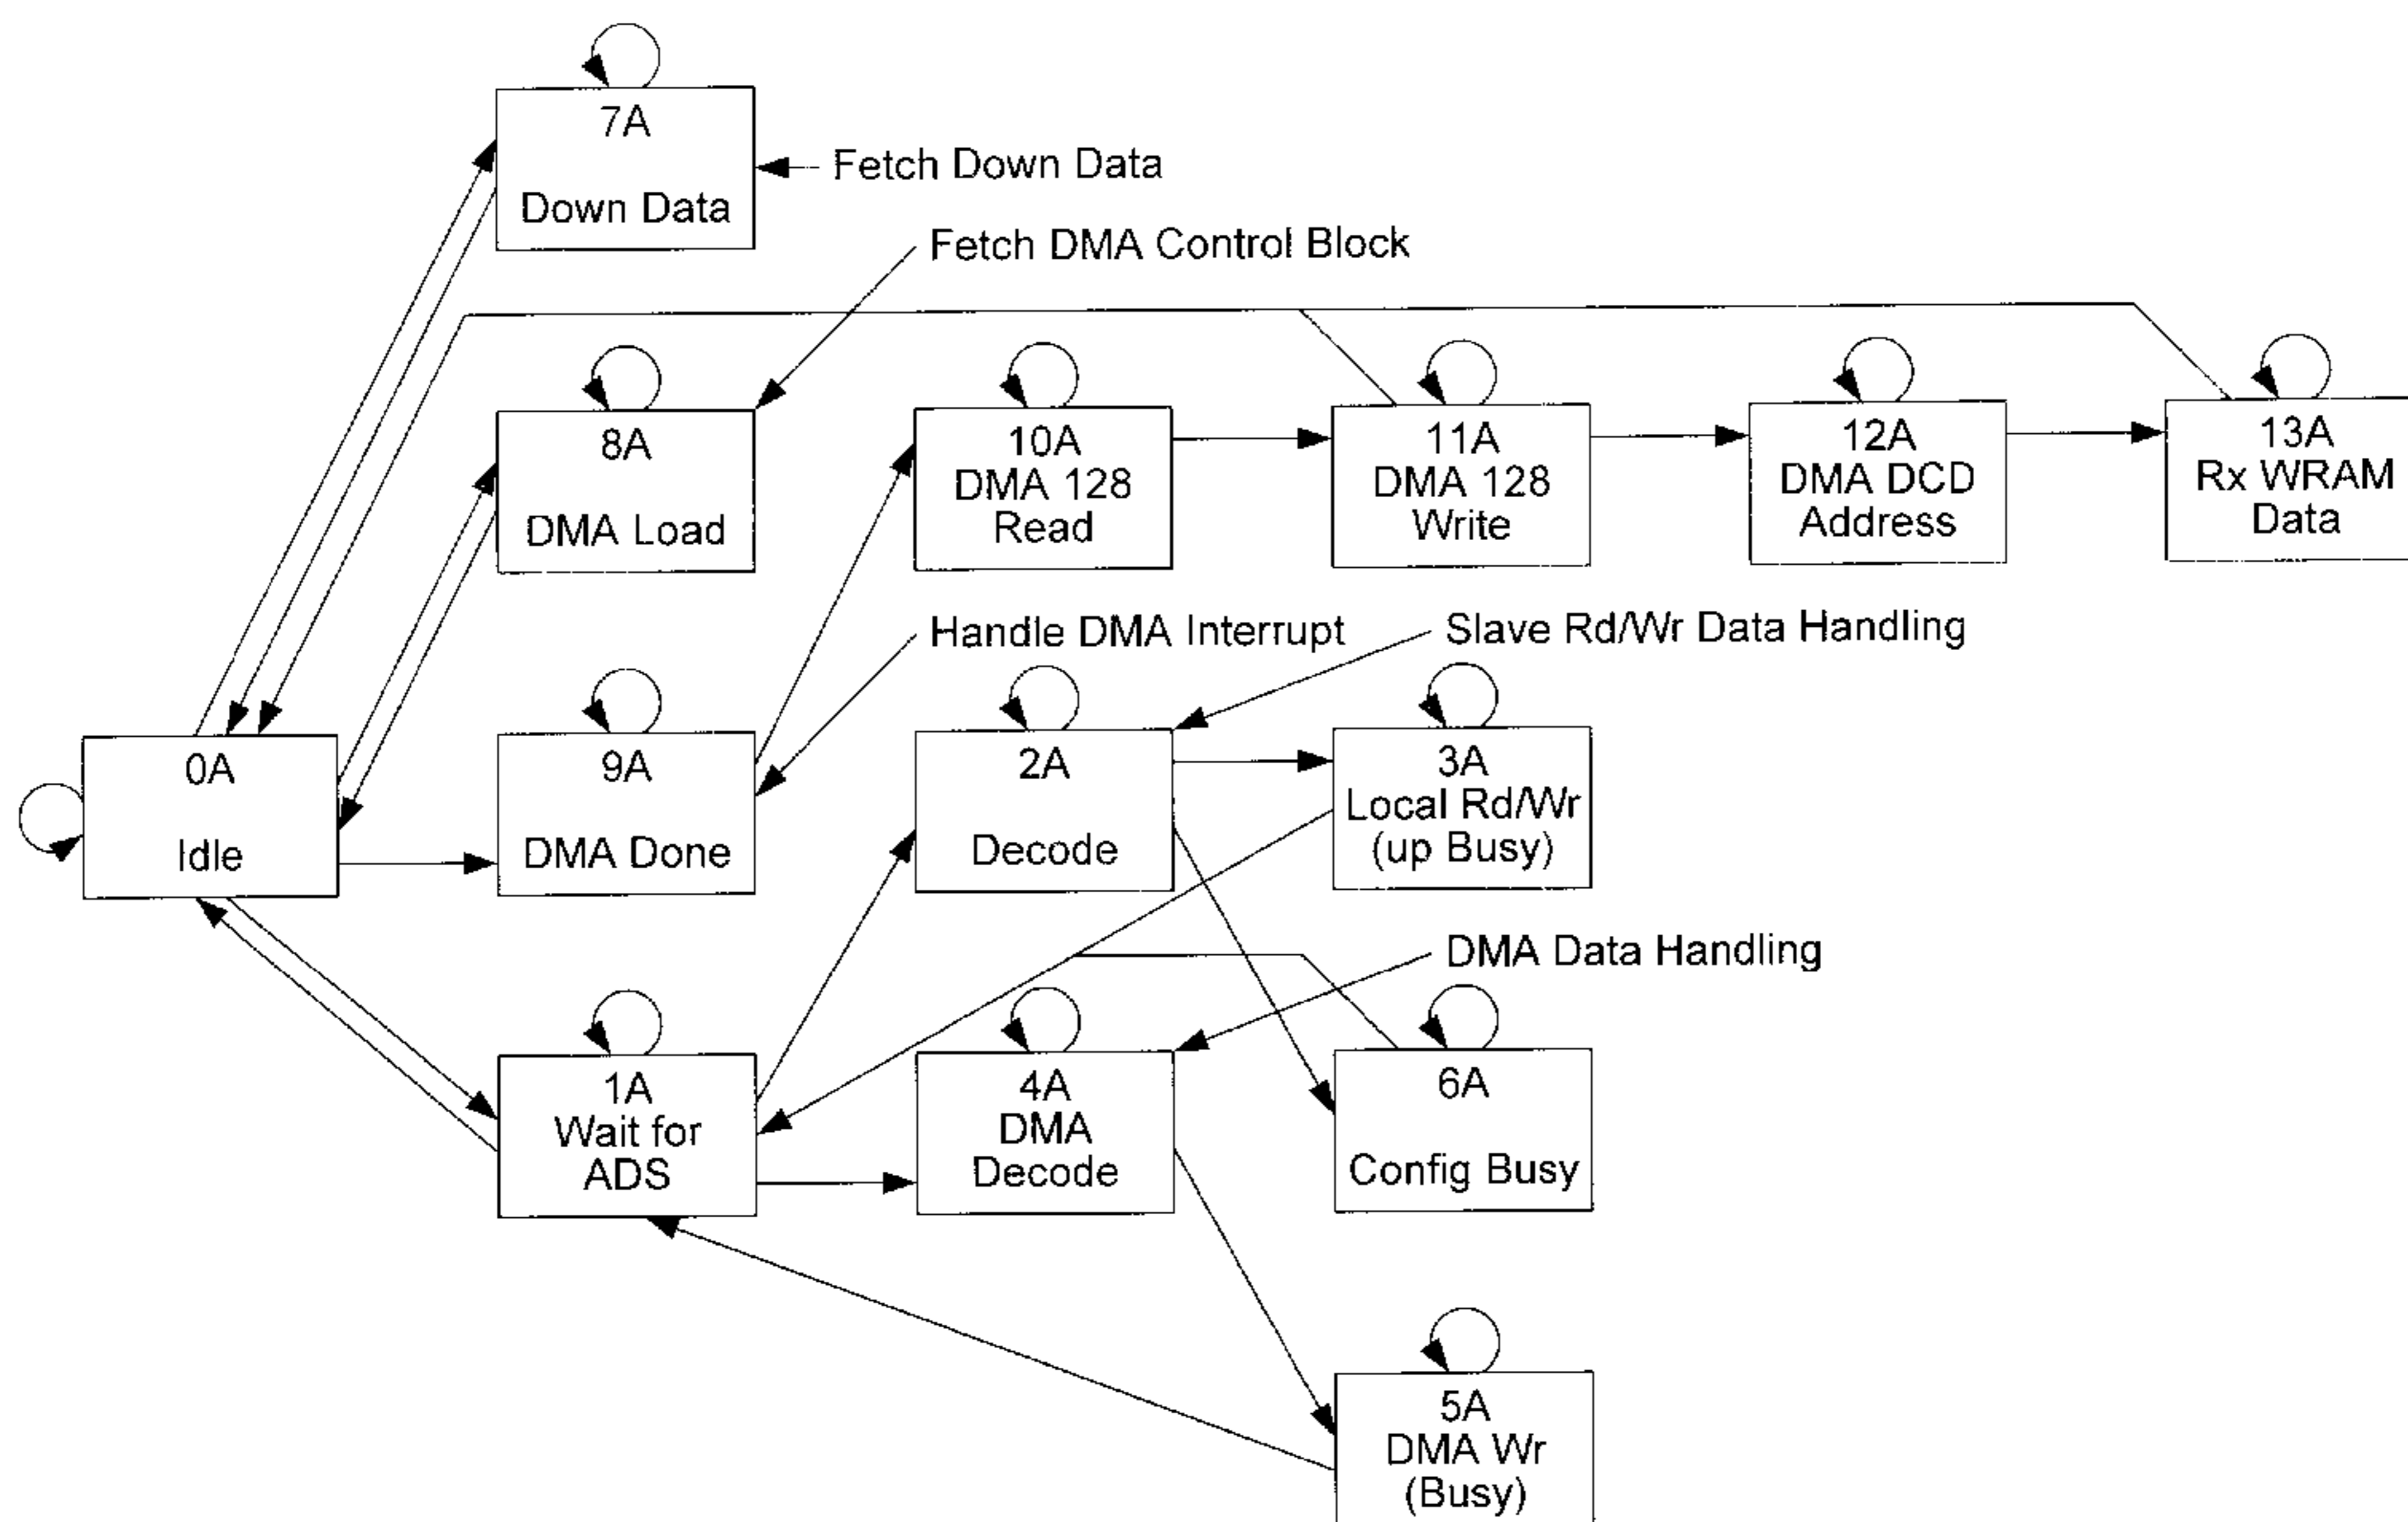 7A
Down Data
Fetch Down Data
Fetch DMA Control Block
8A
DMA Load
10A
DMA 128
Read
11A
DMA 128
Write
12A
DMA DCD
Address
13A
Rx WRAM
Data
Handle DMA Interrupt
Slave Rd/Wr Data Handling
0A
Idle
9A
DMA Done
2A
Decode
3A
Local Rd/Wr
(up Busy)
DMA Data Handling
1A
Wait for
ADS
4A
DMA
Decode
6A
Config Busy
5A
DMA Wr
(Busy)